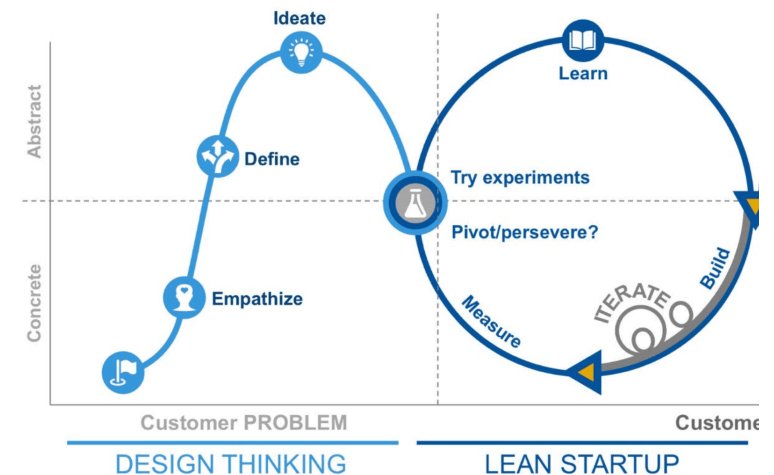 Ideate
Learn
Abstract
Define
Try experiments
Pivot/persevere?
Concrete
Empathize
Measure
ITERATE
Build
Customer PROBLEM
Custome
DESIGN THINKING
LEAN STARTUP